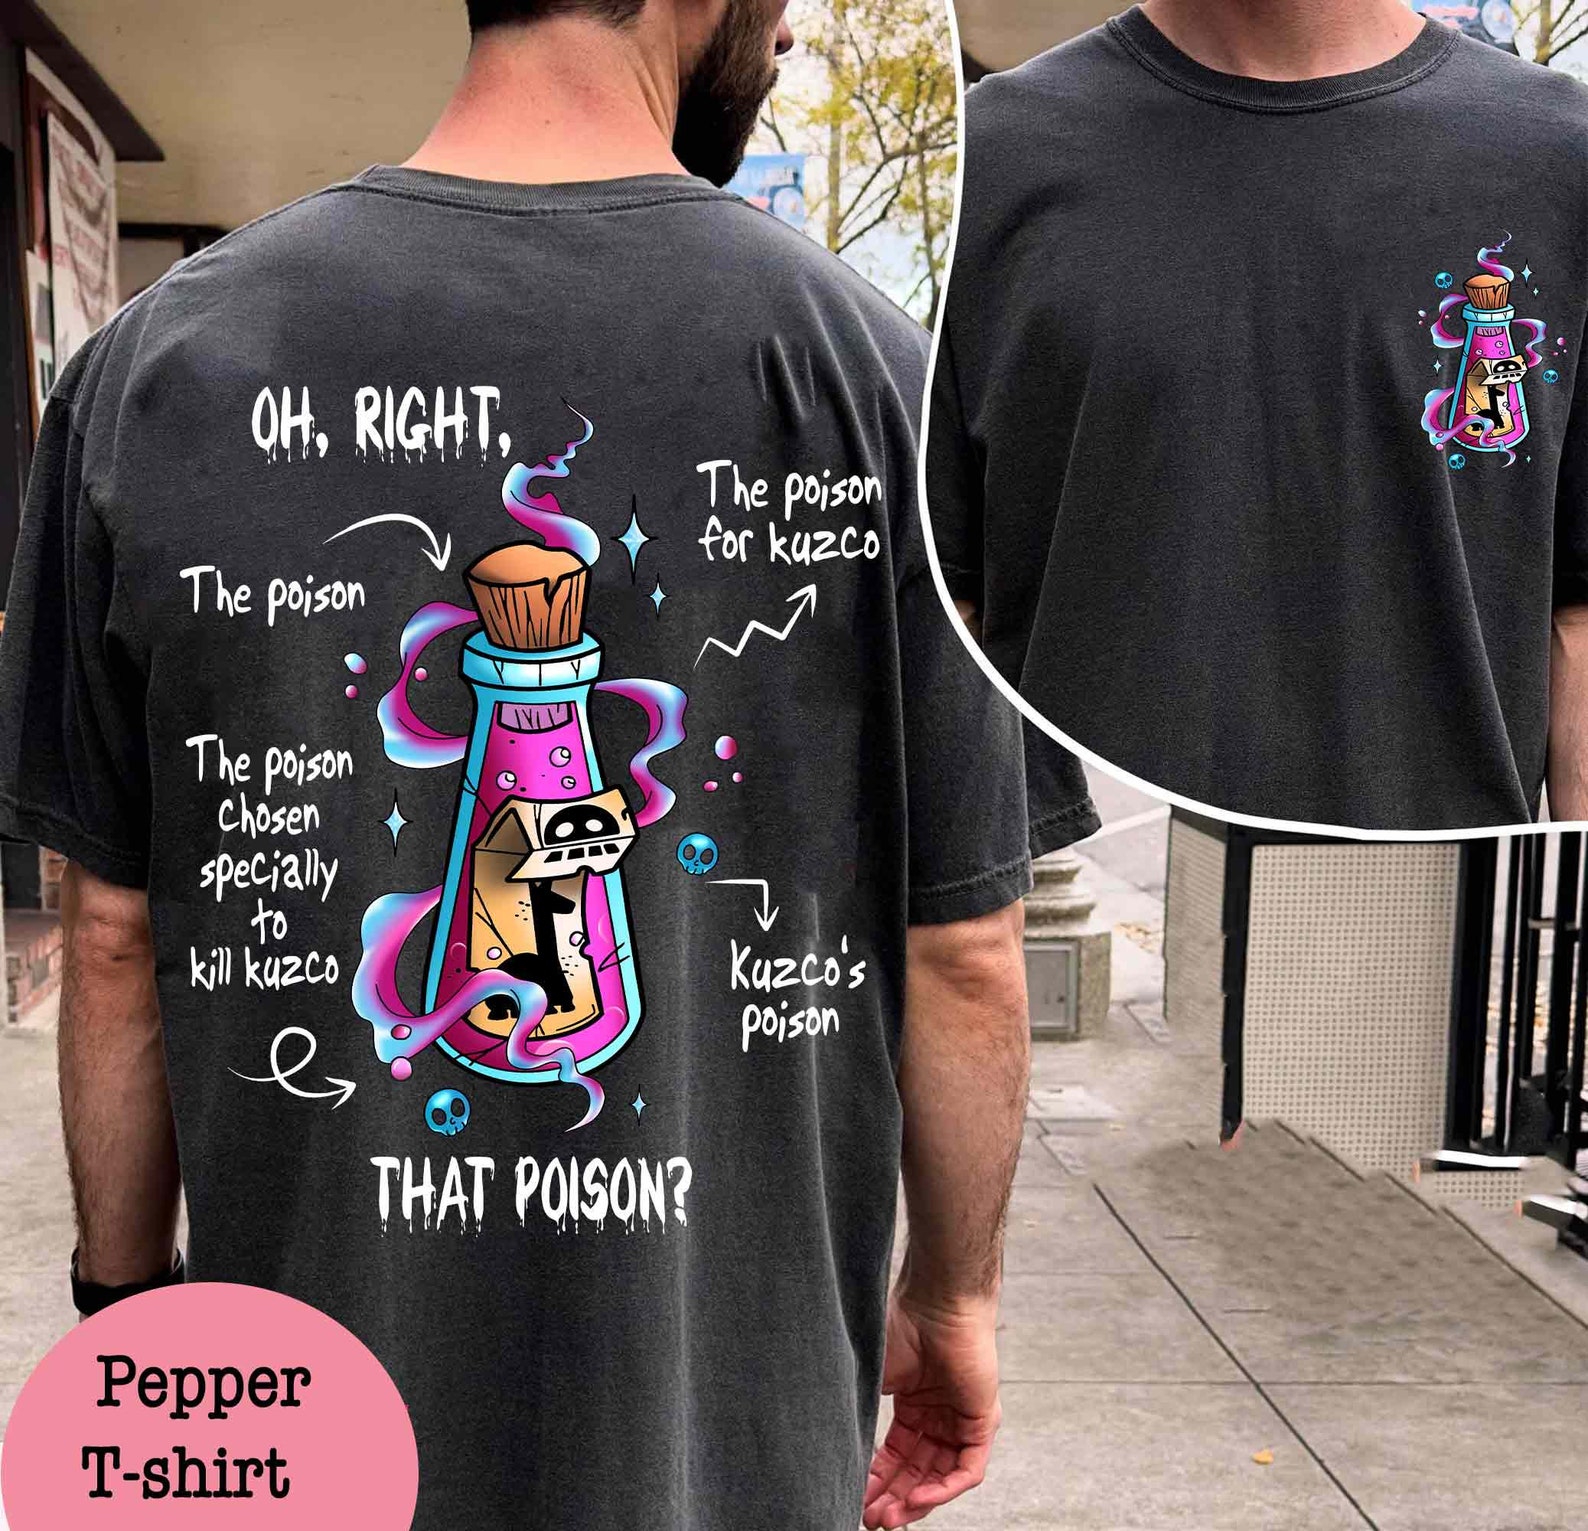 OH, RIGHT,
The poison
for kuzco
The poison
The poison
chosen
specially
to
kill kuzco
Kuzco's
poison
THAT POISON?
Pepper
T-shirt